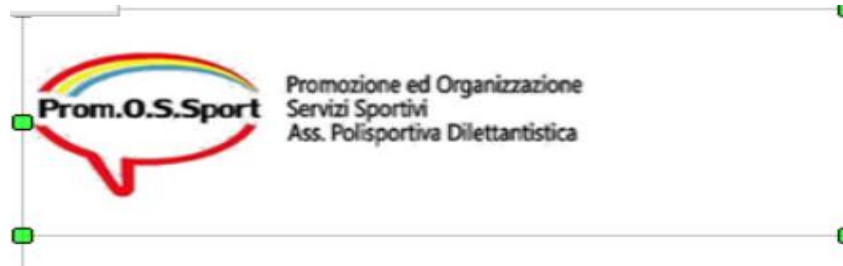 Prom.O.S.Sport
Promozione ed Organizzazione
Servizi Sportivi
Ass. Polisportiva Dilettantistica